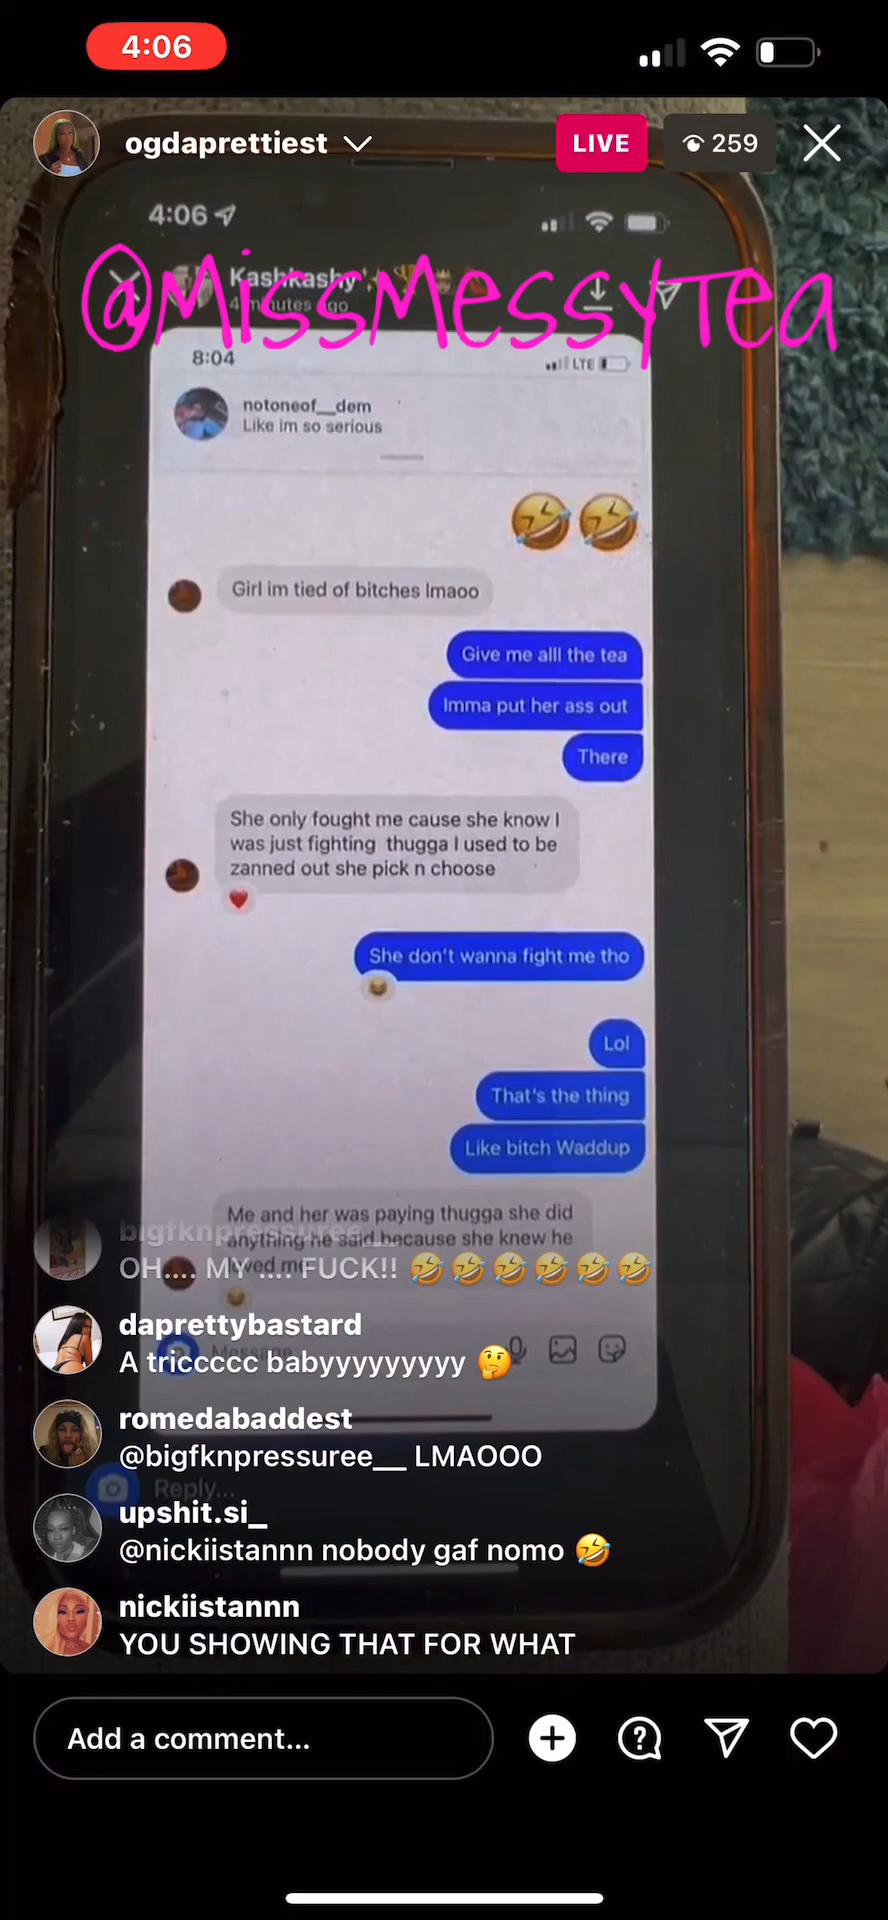 4:06
ogdaprettiest
LIVE
259
4:06
Kashkashy
4 minutes ago
@MissMessyTea
8:04
LTE
notoneof__dem
Like im so serious
Girl im tied of bitches lmaoo
Give me alll the tea
Imma put her ass out
There
She only fought me cause she know I
was just fighting thugga I used to be
zanned out she pick n choose
She don't wanna fight me tho
Lol
That's the thing
Like bitch Waddup
Me and her was paying thugga she did
anything he said because she knew he
loved me
bigfknpressuree__
OH.... MY .... FUCK!! 🤣🤣🤣🤣🤣🤣
daprettybastard
A triccccc babyyyyyyyyy 🤔
romedabaddest
@bigfknpressuree__ LMAOOO
Reply...
upshit.si_
@nickiistannn nobody gaf nomo 🤣
nickiistannn
YOU SHOWING THAT FOR WHAT
Add a comment...